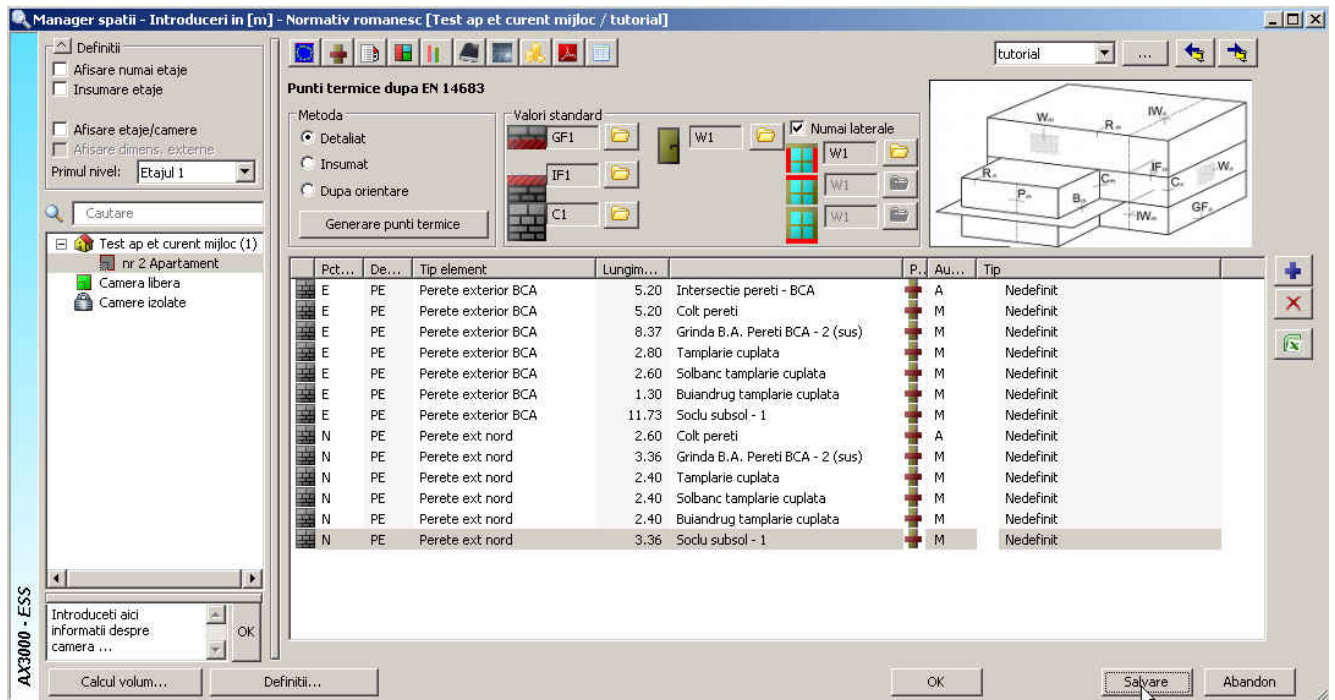 Manager spatii - Introduceri in [m] - Normativ romanesc [Test ap et curent mijloc / tutorial]
Definitii
Afisare numai etaje
Insumare etaje
Afisare etaje/camere
Afisare dimens. externe
Primul nivel: Etajul 1
Cautare
Test ap et curent mijloc (1)
nr 2 Apartament
Camera libera
Camere izolate
Introduceti aici
informatii despre
camera ...
OK
AX3000 - ESS
tutorial ...
Punti termice dupa EN 14683
Metoda
Detaliat
Insumat
Dupa orientare
Generare punti termice
Valori standard
GF1
IF1
C1
W1
Numai laterale
W1
W1
W1
Pct... De... Tip element Lungim... P.. Au... Tip
E PE Perete exterior BCA 5.20 Intersectie pereti - BCA A Nedefinit
E PE Perete exterior BCA 5.20 Colt pereti M Nedefinit
E PE Perete exterior BCA 8.37 Grinda B.A. Pereti BCA - 2 (sus) M Nedefinit
E PE Perete exterior BCA 2.80 Tamplarie cuplata M Nedefinit
E PE Perete exterior BCA 2.60 Solbanc tamplarie cuplata M Nedefinit
E PE Perete exterior BCA 1.30 Buiandrug tamplarie cuplata M Nedefinit
E PE Perete exterior BCA 11.73 Soclu subsol - 1 M Nedefinit
N PE Perete ext nord 2.60 Colt pereti A Nedefinit
N PE Perete ext nord 3.36 Grinda B.A. Pereti BCA - 2 (sus) M Nedefinit
N PE Perete ext nord 2.40 Tamplarie cuplata M Nedefinit
N PE Perete ext nord 2.40 Solbanc tamplarie cuplata M Nedefinit
N PE Perete ext nord 2.40 Buiandrug tamplarie cuplata M Nedefinit
N PE Perete ext nord 3.36 Soclu subsol - 1 M Nedefinit
Calcul volum... Definitii... OK Salvare Abandon